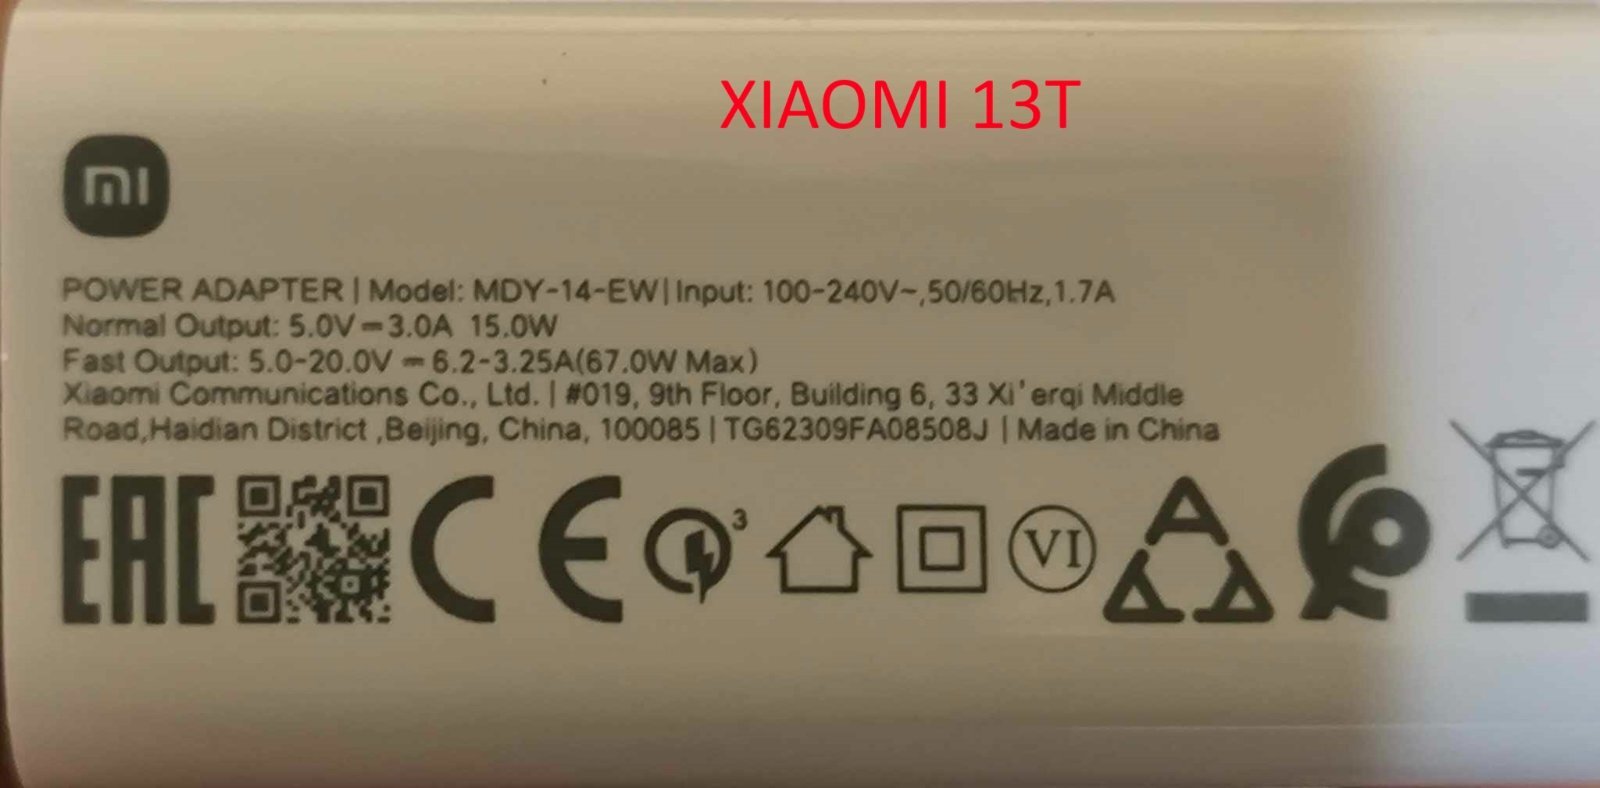 XIAOMI 13T
mi
POWER ADAPTER | Model: MDY-14-EW | Input: 100-240V~,50/60Hz,1.7A
Normal Output: 5.0V⎓3.0A 15.0W
Fast Output: 5.0-20.0V ⎓ 6.2-3.25A(67.0W Max)
Xiaomi Communications Co., Ltd. | #019, 9th Floor, Building 6, 33 Xi'erqi Middle
Road,Haidian District ,Beijing, China, 100085 | TG62309FA08508J | Made in China
EAC CE 3 VI